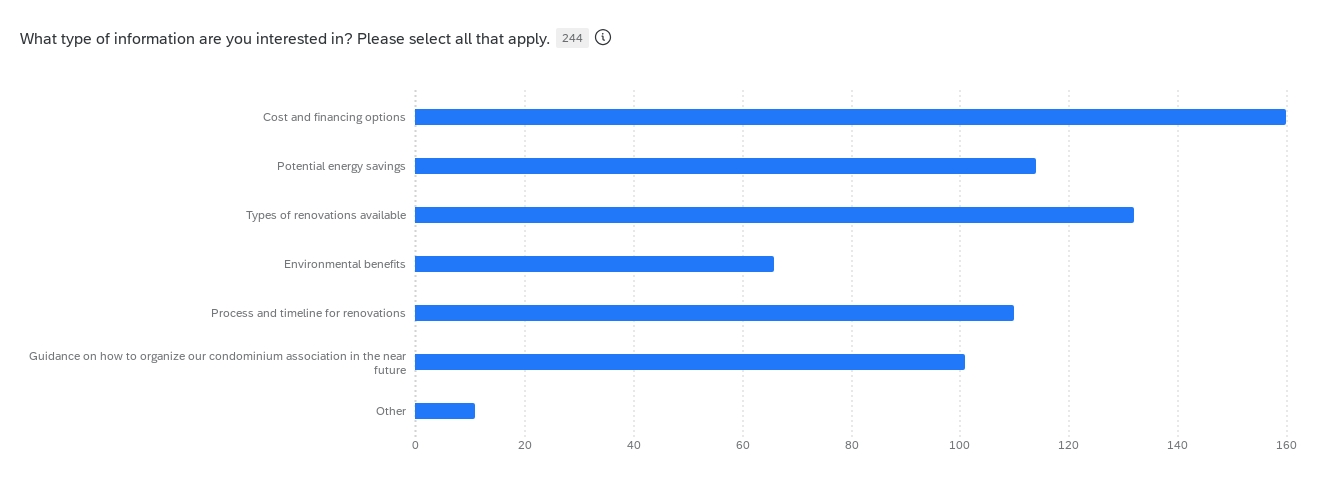 What type of information are you interested in? Please select all that apply. 244
Cost and financing options
Potential energy savings
Types of renovations available
Environmental benefits
Process and timeline for renovations
Guidance on how to organize our condominium association in the near
future
Other
0 20 40 60 80 100 120 140 160